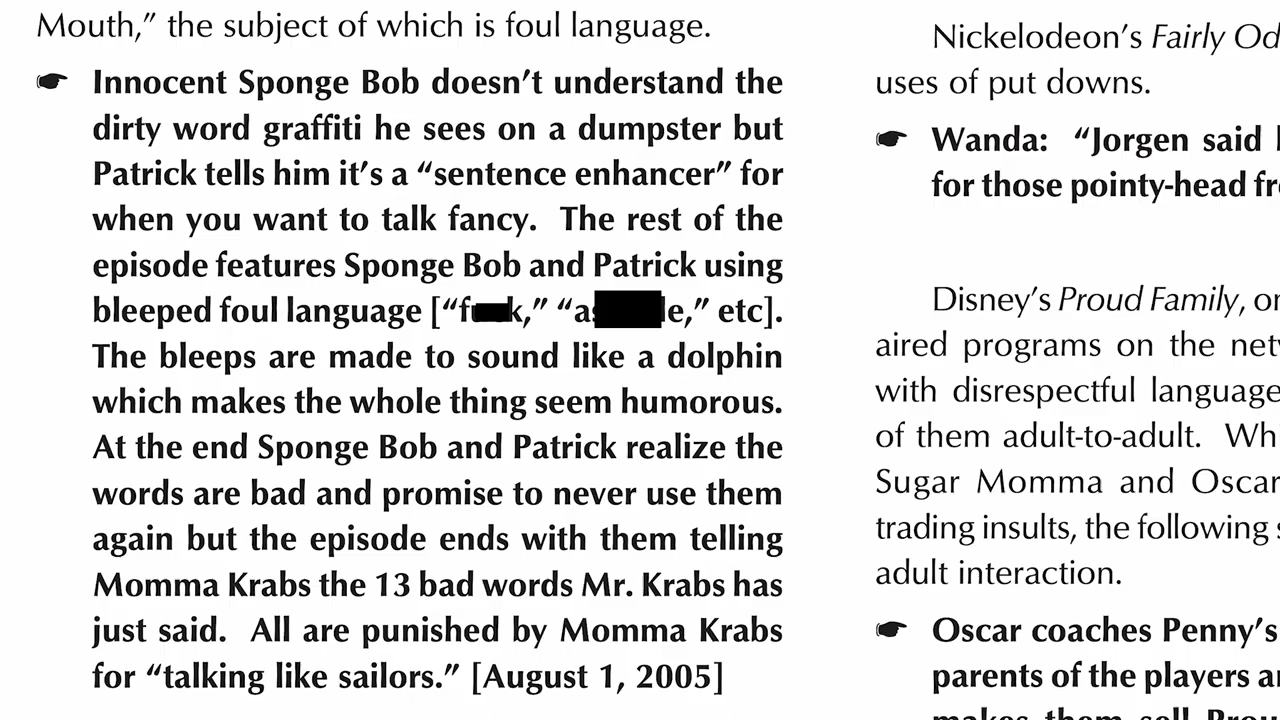 Mouth,” the subject of which is foul language.
Innocent Sponge Bob doesn’t understand the
dirty word graffiti he sees on a dumpster but
Patrick tells him it’s a “sentence enhancer” for
when you want to talk fancy. The rest of the
episode features Sponge Bob and Patrick using
bleeped foul language [“f k,” “as le,” etc].
The bleeps are made to sound like a dolphin
which makes the whole thing seem humorous.
At the end Sponge Bob and Patrick realize the
words are bad and promise to never use them
again but the episode ends with them telling
Momma Krabs the 13 bad words Mr. Krabs has
just said. All are punished by Momma Krabs
for “talking like sailors.” [August 1, 2005]
Nickelodeon’s Fairly Od
uses of put downs.
Wanda: “Jorgen said
for those pointy-head fr
Disney’s Proud Family, or
aired programs on the net
with disrespectful language
of them adult-to-adult. Whi
Sugar Momma and Oscar
trading insults, the following s
adult interaction.
Oscar coaches Penny’s
parents of the players a
makes them sell Prou